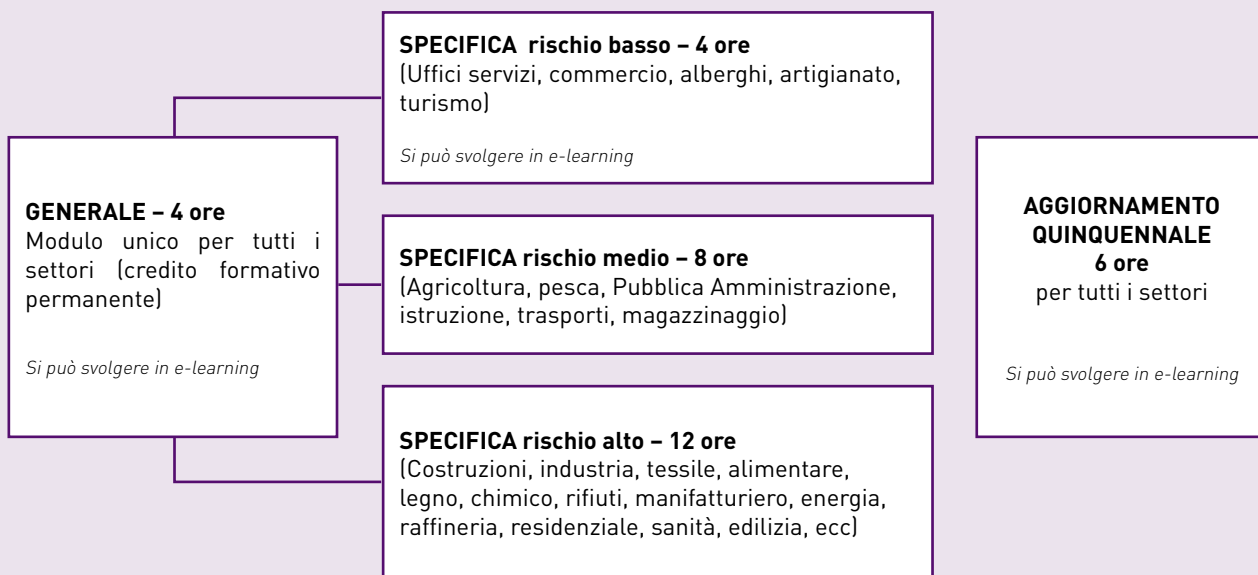 GENERALE – 4 ore
Modulo unico per tutti i
settori (credito formativo
permanente)
Si può svolgere in e-learning
SPECIFICA rischio basso – 4 ore
(Uffici servizi, commercio, alberghi, artigianato,
turismo)
Si può svolgere in e-learning
SPECIFICA rischio medio – 8 ore
(Agricoltura, pesca, Pubblica Amministrazione,
istruzione, trasporti, magazzinaggio)
SPECIFICA rischio alto – 12 ore
(Costruzioni, industria, tessile, alimentare,
legno, chimico, rifiuti, manifatturiero, energia,
raffineria, residenziale, sanità, edilizia, ecc)
AGGIORNAMENTO
QUINQUENNALE
6 ore
per tutti i settori
Si può svolgere in e-learning